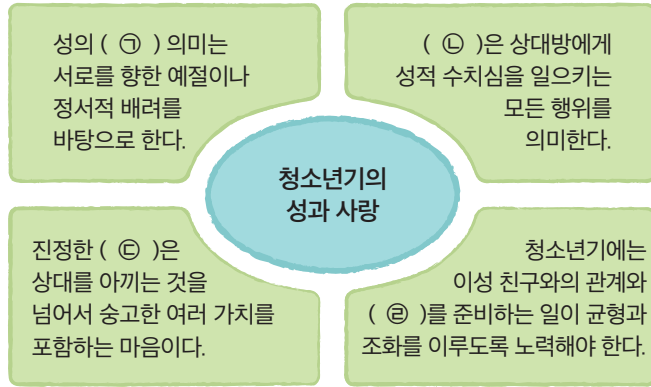 성의 ( ㉠ ) 의미는
서로를 향한 예절이나
정서적 배려를
바탕으로 한다.
( ㉡ )은 상대방에게
성적 수치심을 일으키는
모든 행위를
의미한다.
청소년기의
성과 사랑
진정한 ( ㉢ )은
상대를 아끼는 것을
넘어서 숭고한 여러 가치를
포함하는 마음이다.
청소년기에는
이성 친구와의 관계와
( ㉣ )를 준비하는 일이 균형과
조화를 이루도록 노력해야 한다.